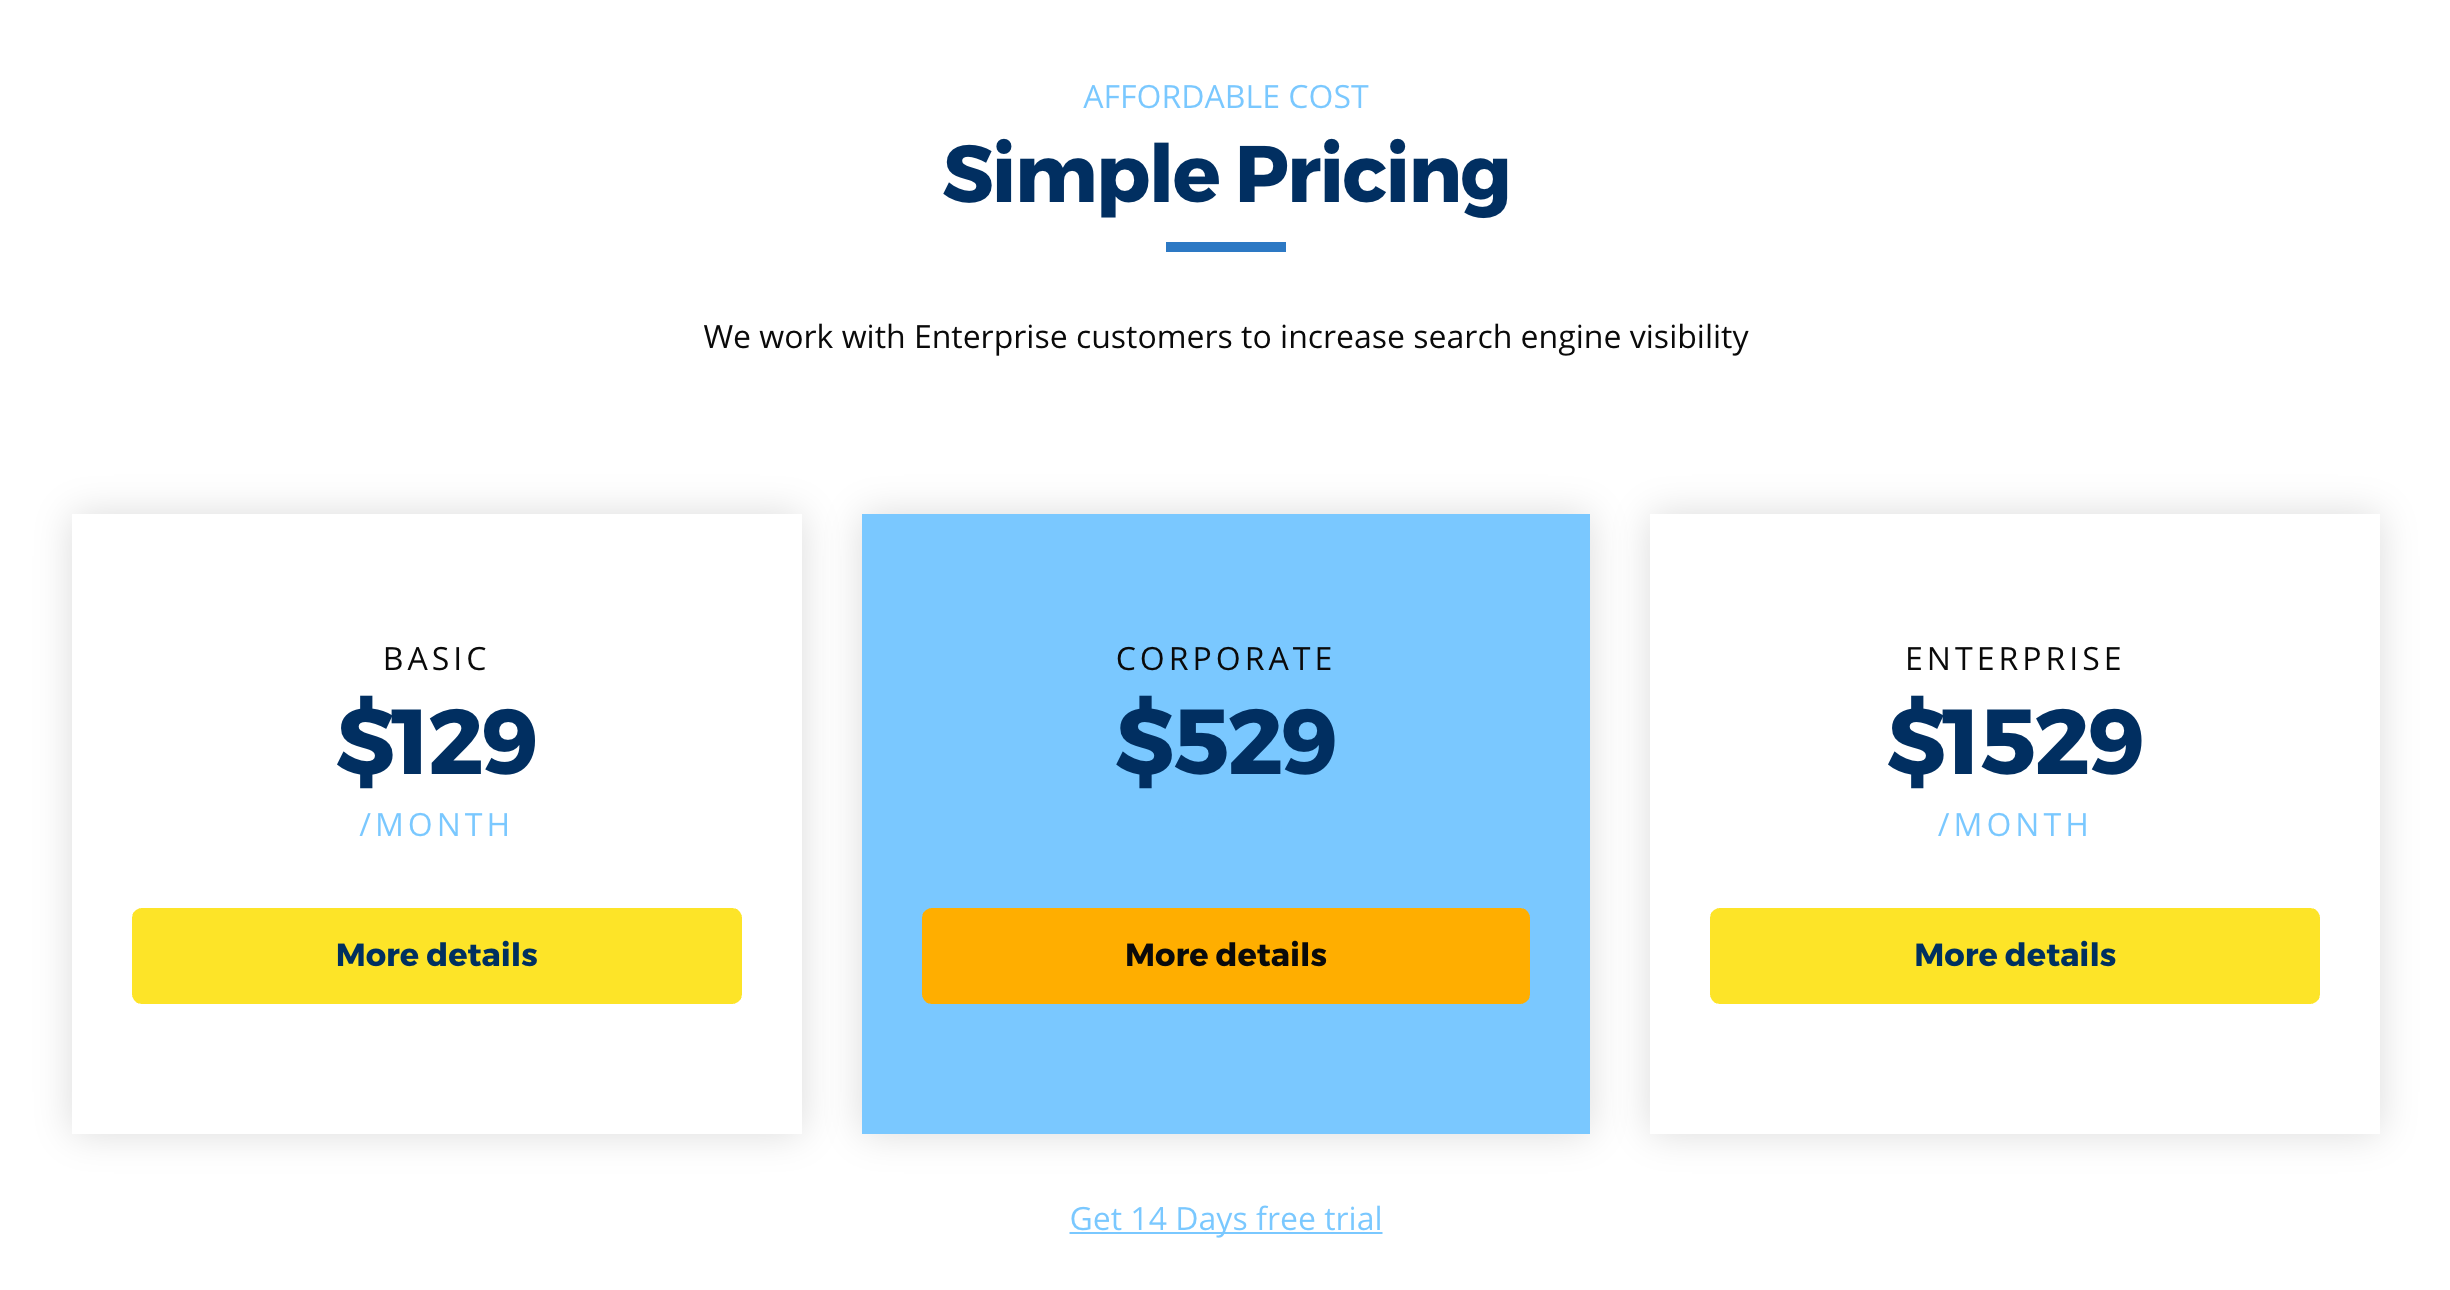 AFFORDABLE COST
Simple Pricing
We work with Enterprise customers to increase search engine visibility
BASIC
$129
/MONTH
More details
CORPORATE
$529
More details
ENTERPRISE
$1529
/MONTH
More details
Get 14 Days free trial